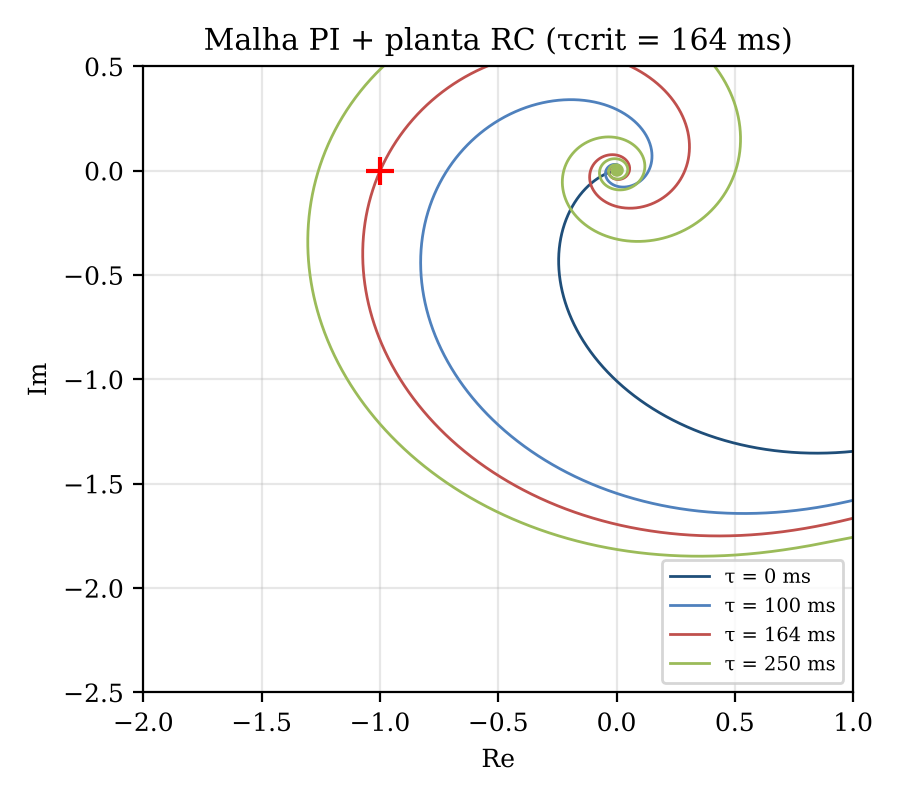 Malha PI + planta RC (τcrit = 164 ms)
0.5
0.0
−0.5
−1.0
−1.5
−2.0
−2.5
Im
τ = 0 ms
τ = 100 ms
τ = 164 ms
τ = 250 ms
−2.0 −1.5 −1.0 −0.5 0.0 0.5 1.0
Re